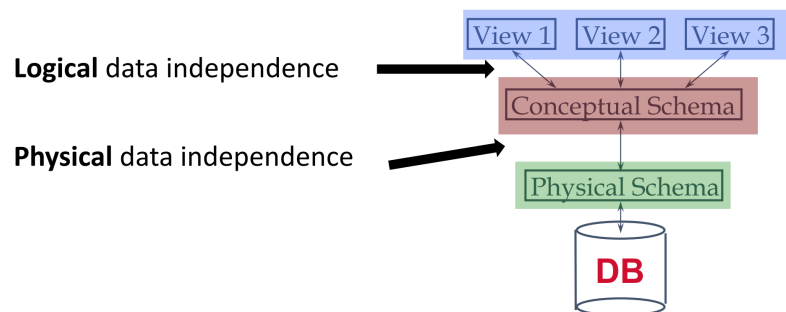 View 1 View 2 View 3
Logical data independence
Conceptual Schema
Physical data independence
Physical Schema
DB